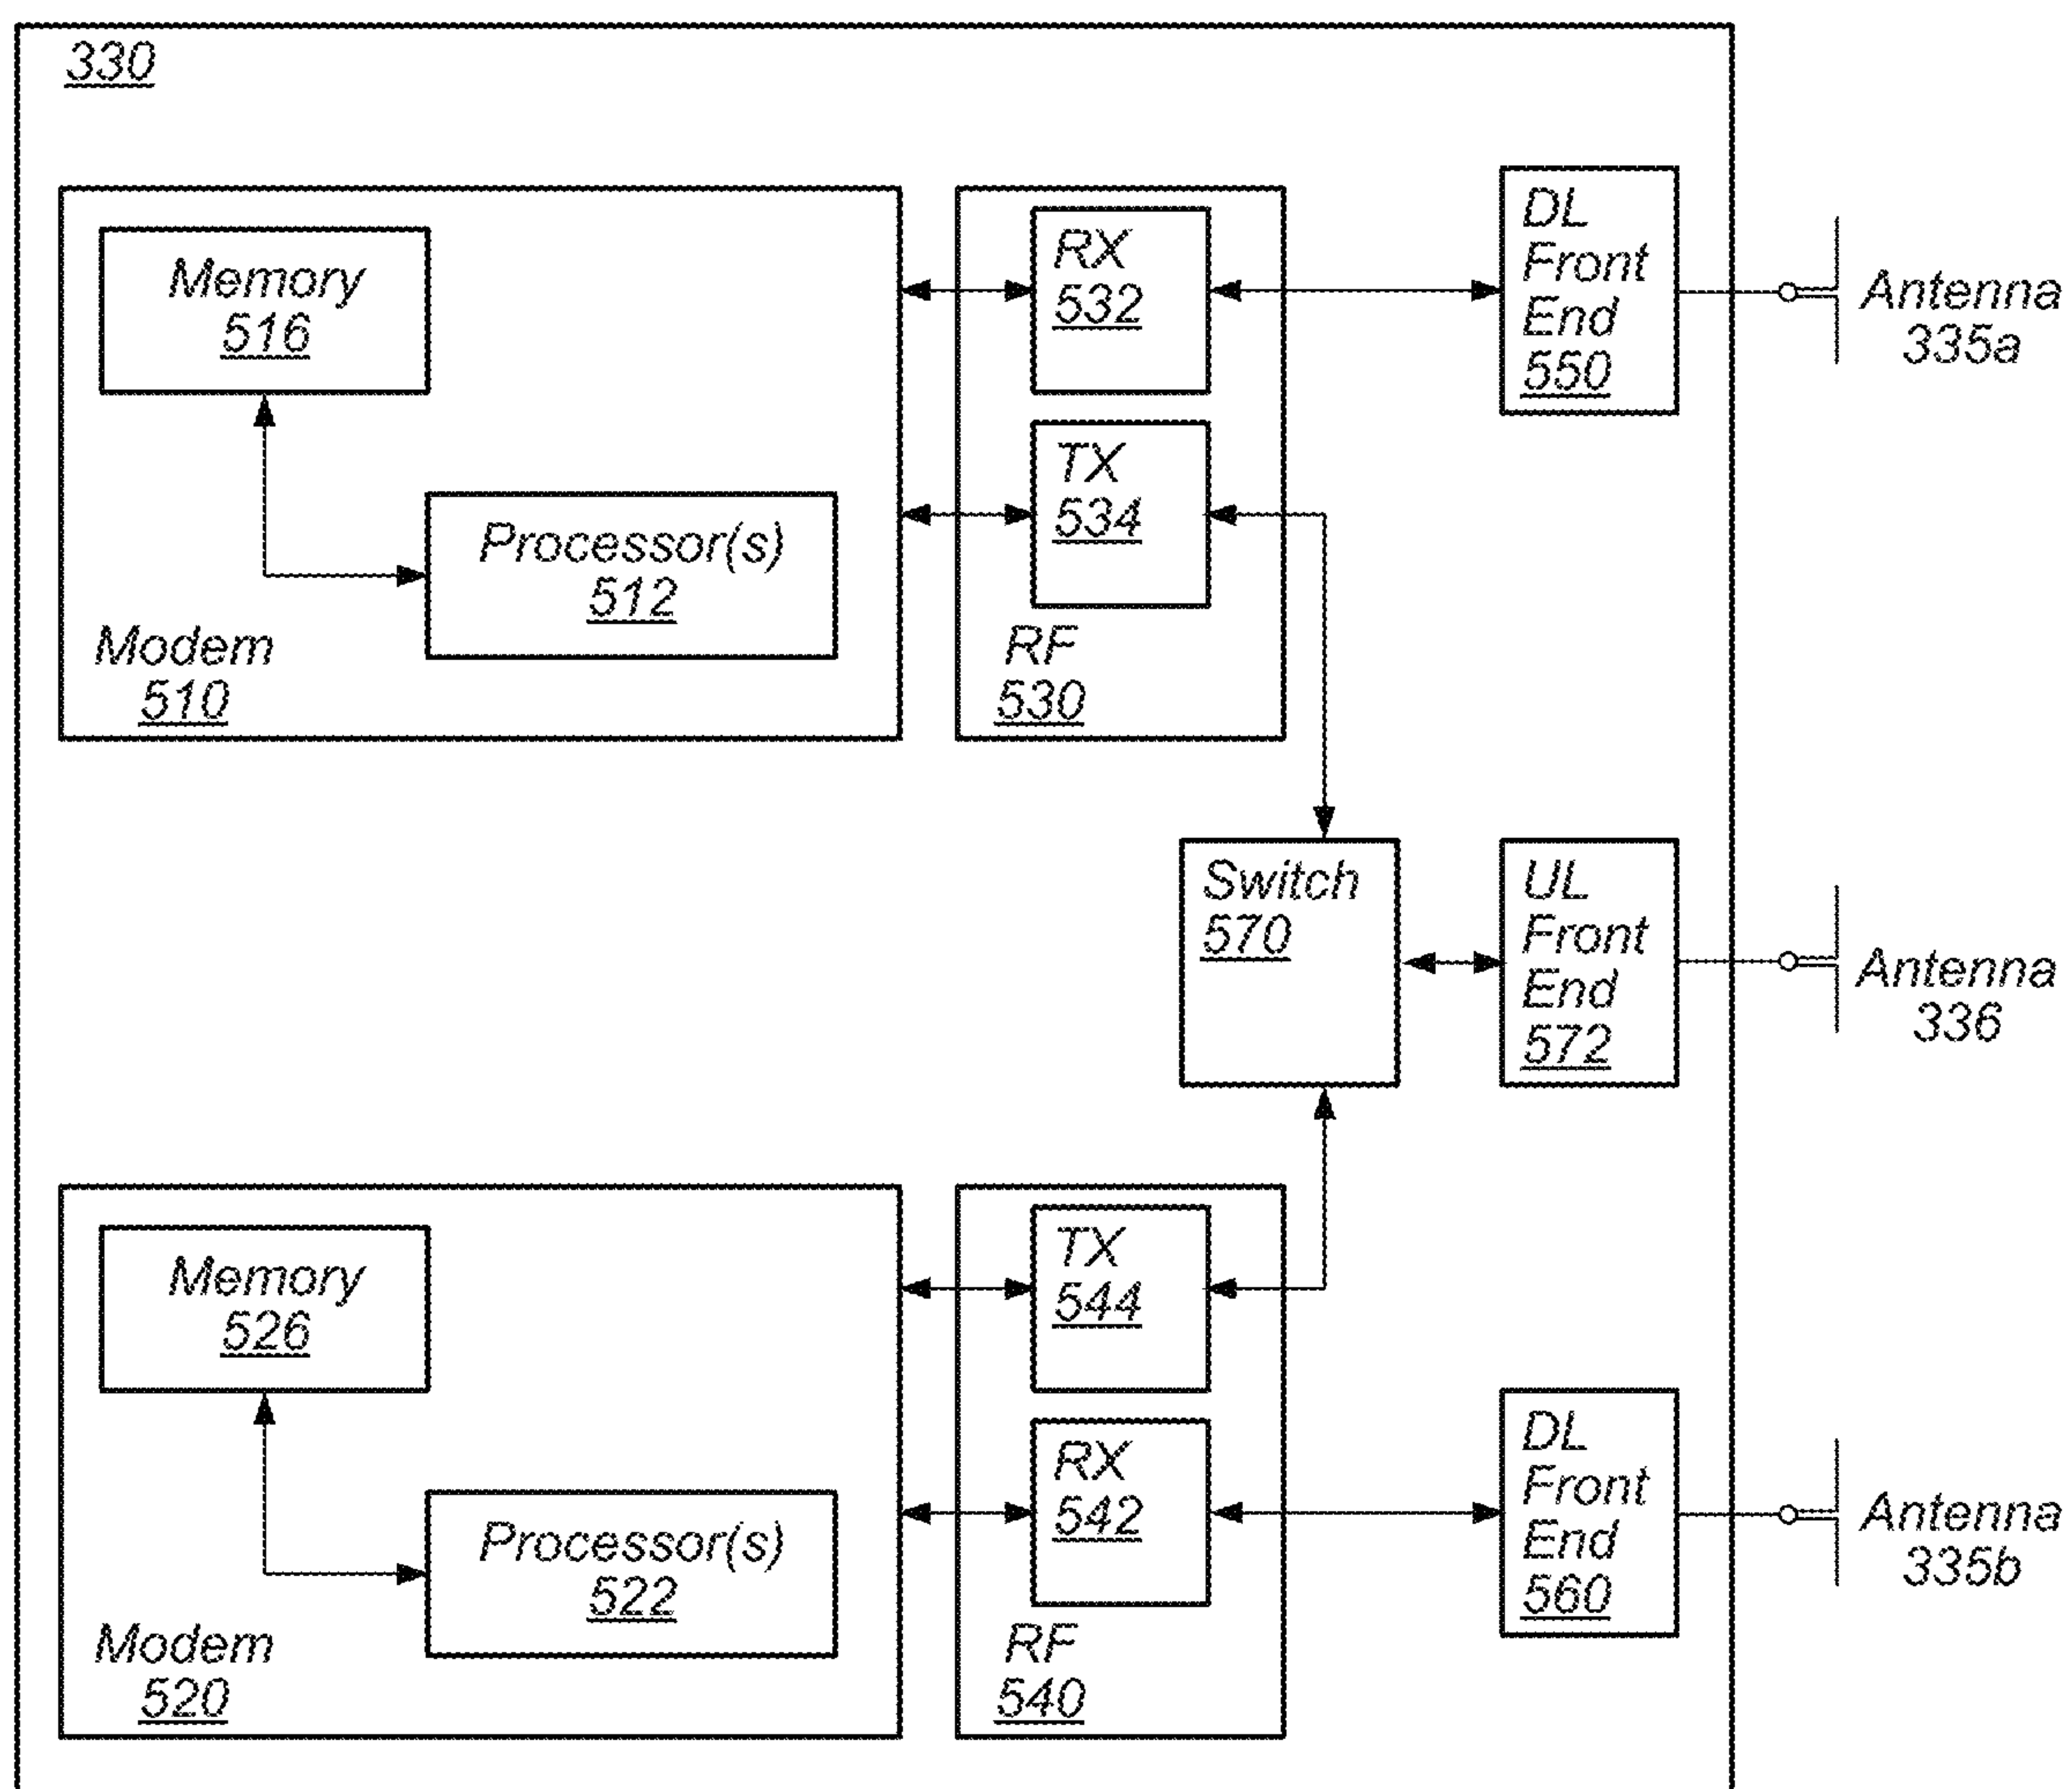 330
Memory
516
Processor(s)
512
Modem
510
RX
532
TX
534
RF
530
DL
Front
End
550
Antenna
335a
Switch
570
UL
Front
End
572
Antenna
336
Memory
526
Processor(s)
522
Modem
520
TX
544
RX
542
RF
540
DL
Front
End
560
Antenna
335b